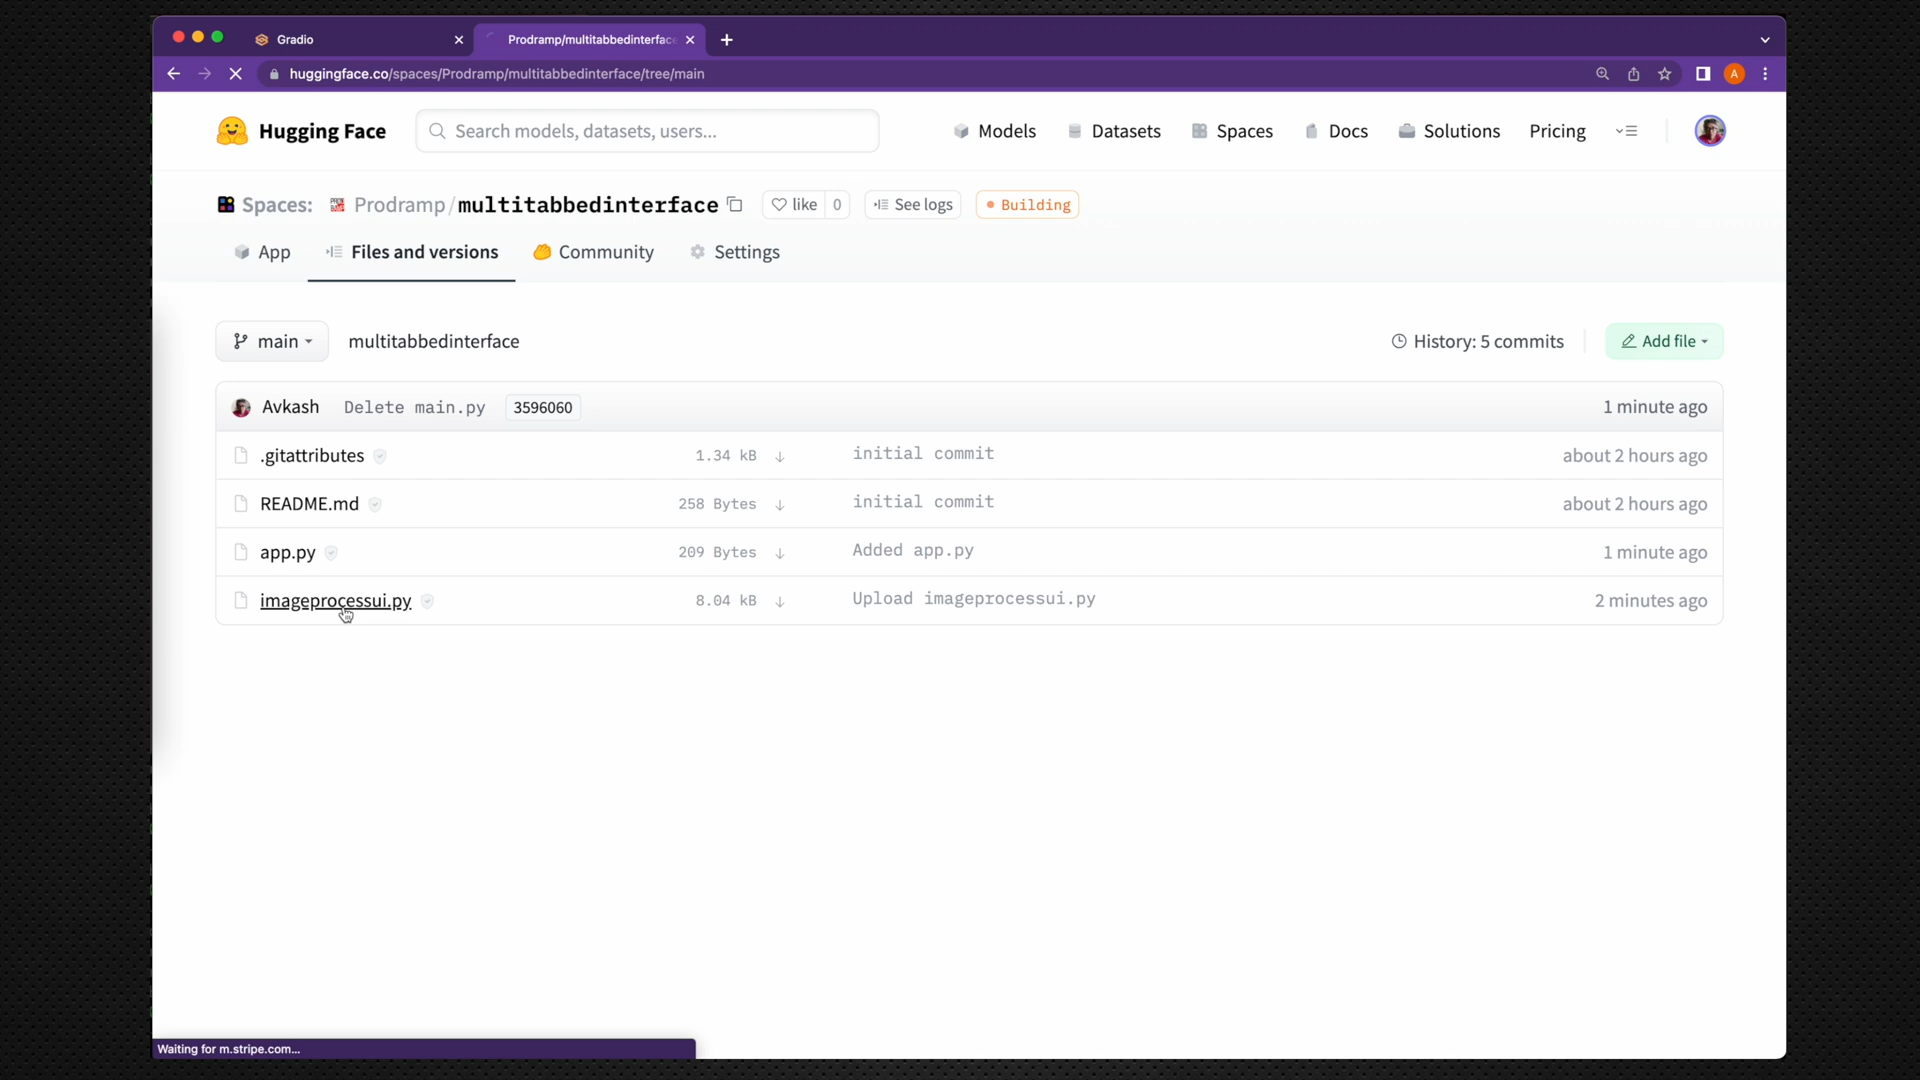 Gradio
Prodramp/multitabbedinterfac
huggingface.co/spaces/Prodramp/multitabbedinterface/tree/main
A
Hugging Face
Search models, datasets, users...
Models
Datasets
Spaces
Docs
Solutions
Pricing
Spaces:
Prodramp/multitabbedinterface
like
0
See logs
Building
App
Files and versions
Community
Settings
main
multitabbedinterface
History: 5 commits
Add file
Avkash
Delete main.py
3596060
1 minute ago
.gitattributes
1.34 kB
initial commit
about 2 hours ago
README.md
258 Bytes
initial commit
about 2 hours ago
app.py
209 Bytes
Added app.py
1 minute ago
imageprocessui.py
8.04 kB
Upload imageprocessui.py
2 minutes ago
Waiting for m.stripe.com...